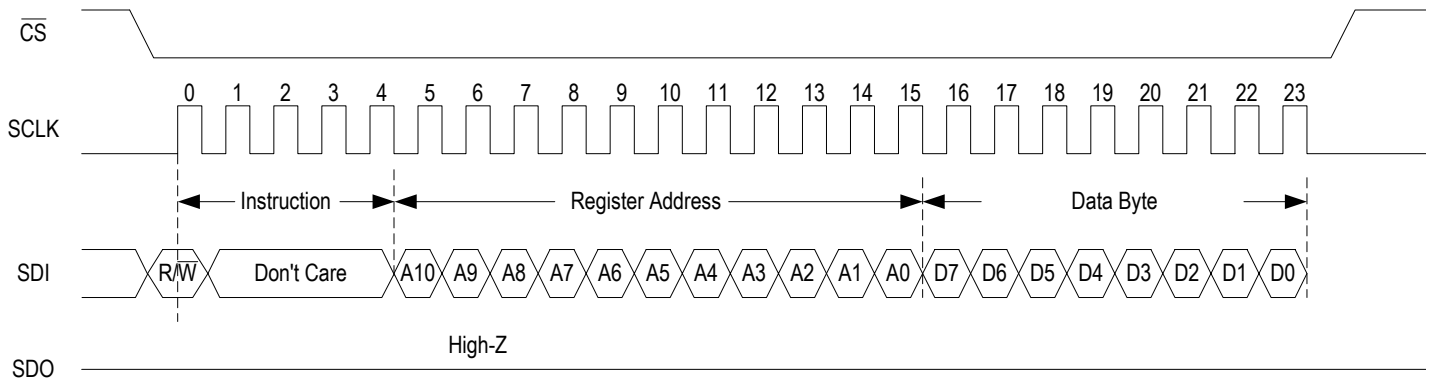 CS
0 1 2 3 4 5 6 7 8 9 10 11 12 13 14 15 16 17 18 19 20 21 22 23
SCLK
Instruction Register Address Data Byte
SDI R/W Don't Care A10 A9 A8 A7 A6 A5 A4 A3 A2 A1 A0 D7 D6 D5 D4 D3 D2 D1 D0
High-Z
SDO